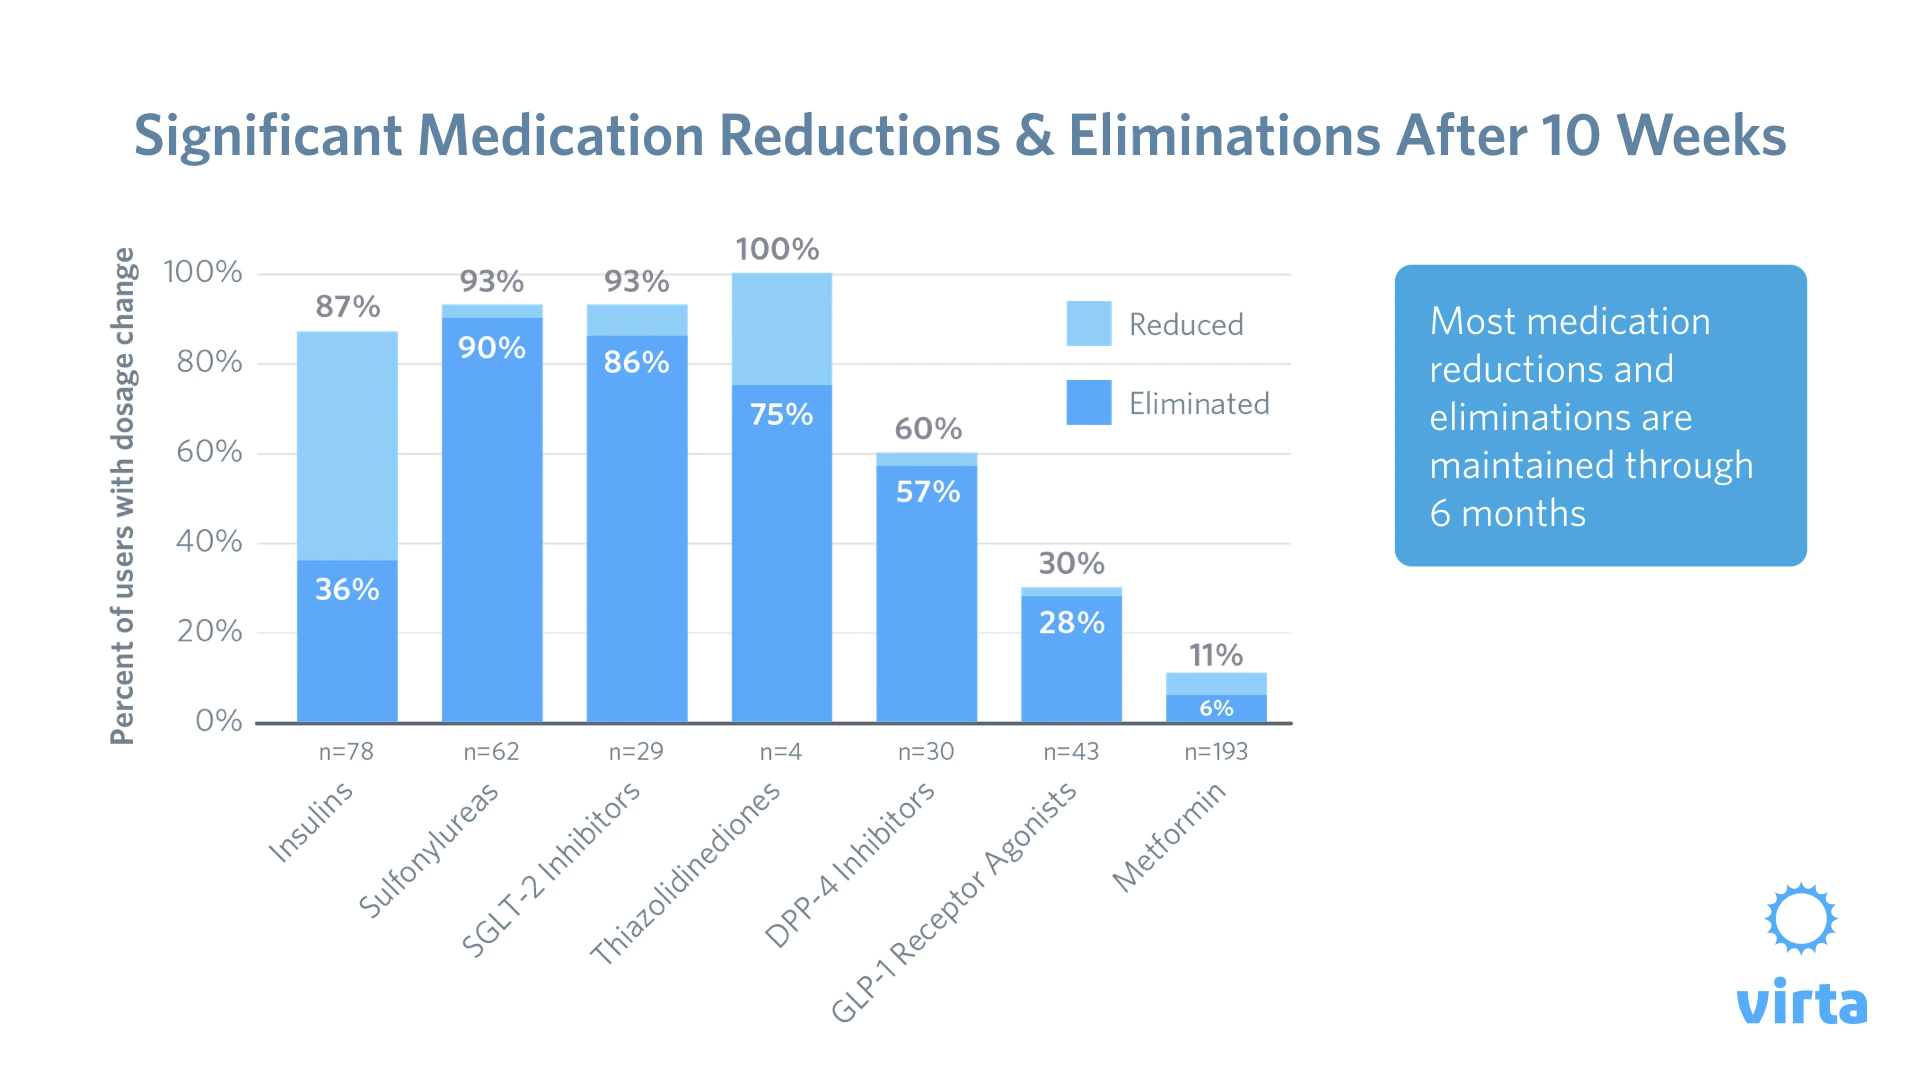 Significant Medication Reductions & Eliminations After 10 Weeks
Percent of users with dosage change
100%
80%
60%
40%
20%
0%
87%
36%
93%
90%
93%
86%
100%
75%
60%
57%
30%
28%
11%
6%
Reduced
Eliminated
n=78
n=62
n=29
n=4
n=30
n=43
n=193
Insulins
Sulfonylureas
SGLT-2 Inhibitors
Thiazolidinediones
DPP-4 Inhibitors
GLP-1 Receptor Agonists
Metformin
Most medication
reductions and
eliminations are
maintained through
6 months
virta